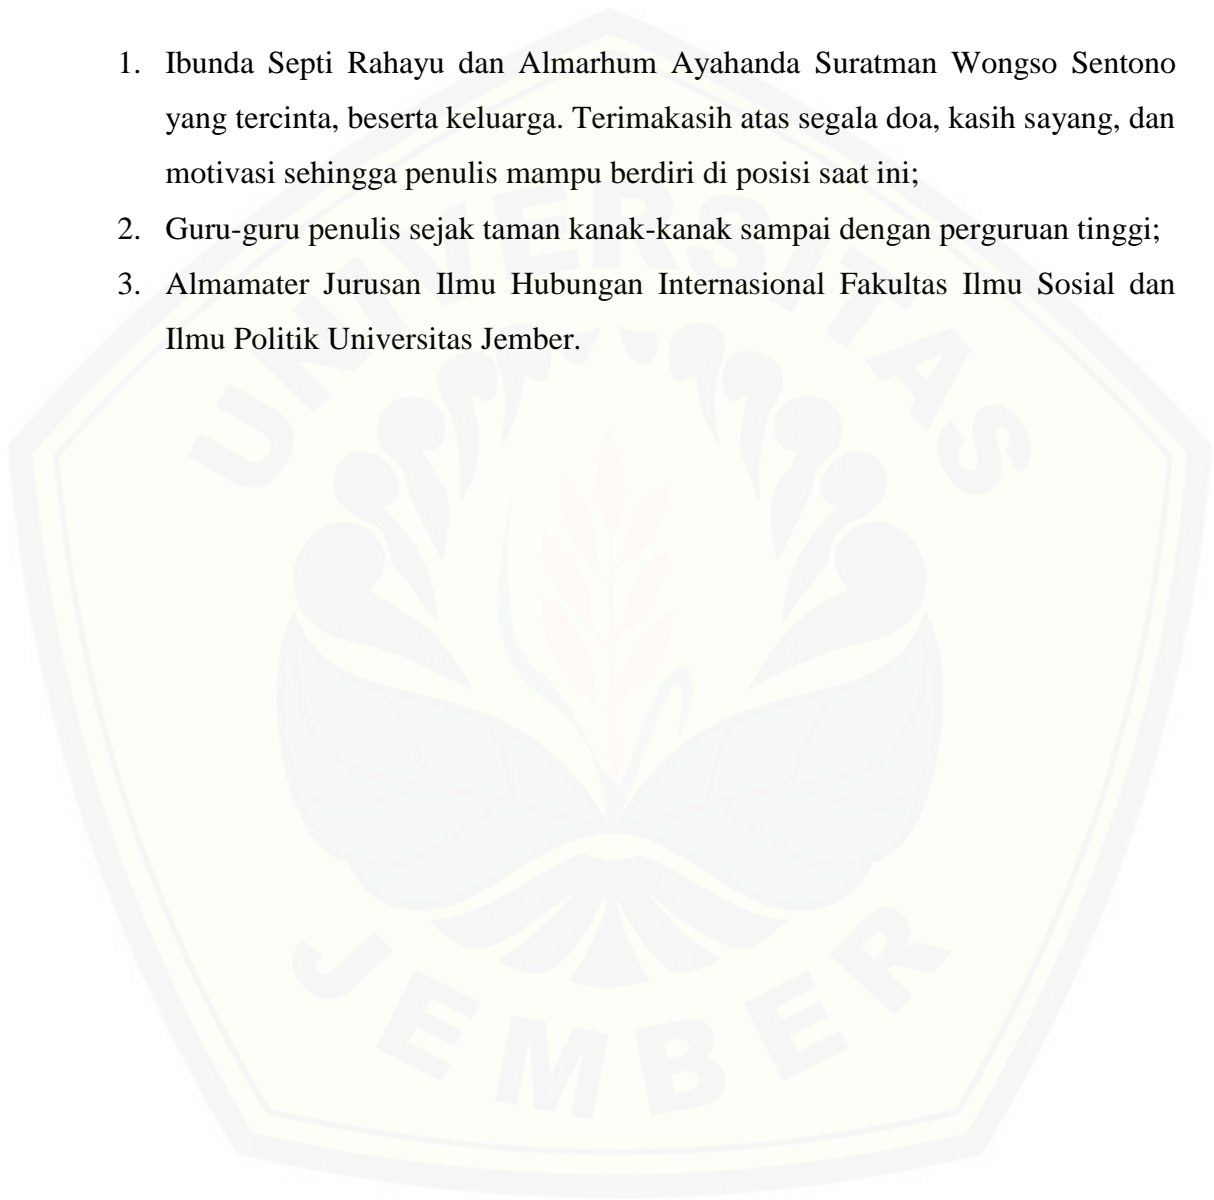 1. Ibunda Septi Rahayu dan Almarhum Ayahanda Suratman Wongso Sentono
yang tercinta, beserta keluarga. Terimakasih atas segala doa, kasih sayang, dan
motivasi sehingga penulis mampu berdiri di posisi saat ini;
2. Guru-guru penulis sejak taman kanak-kanak sampai dengan perguruan tinggi;
3. Almamater Jurusan Ilmu Hubungan Internasional Fakultas Ilmu Sosial dan
Ilmu Politik Universitas Jember.
UNIVERSITAS
JEMBER